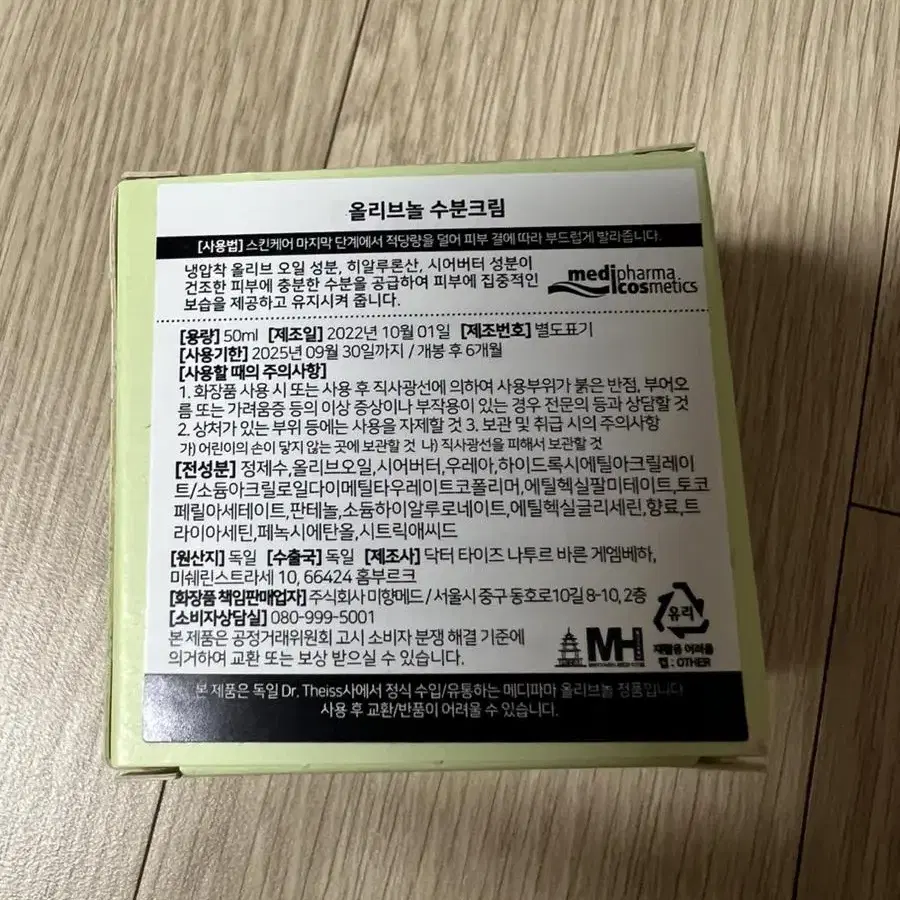 올리브놀 수분크림
[사용법] 스킨케어 마지막 단계에서 적당량을 덜어 피부 결에 따라 부드럽게 발라줍니다.
냉압착 올리브 오일 성분, 히알루론산, 시어버터 성분이
건조한 피부에 충분한 수분을 공급하여 피부에 집중적인
보습을 제공하고 유지시켜 줍니다.
medipharma
cosmetics
[용량] 50ml [제조일] 2022년 10월 01일 [제조번호] 별도표기
[사용기한] 2025년 09월 30일까지 / 개봉 후 6개월
[사용할 때의 주의사항]
1. 화장품 사용 시 또는 사용 후 직사광선에 의하여 사용부위가 붉은 반점, 부어오
름 또는 가려움증 등의 이상 증상이나 부작용이 있는 경우 전문의 등과 상담할 것
2. 상처가 있는 부위 등에는 사용을 자제할 것 3. 보관 및 취급 시의 주의사항
가) 어린이의 손이 닿지 않는 곳에 보관할 것 나) 직사광선을 피해서 보관할 것
[전성분] 정제수,올리브오일,시어버터,우레아,하이드록시에틸아크릴레이
트/소듐아크릴로일다이메틸타우레이트코폴리머,에틸헥실팔미테이트,토코
페릴아세테이트,판테놀,소듐하이알루로네이트,에틸헥실글리세린,향료,트
라이아세틴,페녹시에탄올,시트릭애씨드
[원산지] 독일 [수출국] 독일 [제조사] 닥터 타이즈 나투르 바른 게엠베하,
미쉐린스트라세 10, 66424 홈부르크
[화장품 책임판매업자] 주식회사 미향메드 / 서울시 중구 동호로10길 8-10, 2층
[소비자상담실] 080-999-5001
본 제품은 공정거래위원회 고시 소비자 분쟁 해결 기준에
의거하여 교환 또는 보상 받으실 수 있습니다.
MH
유리
재활용 어려움
캡 : OTHER
본 제품은 독일 Dr. Theiss사에서 정식 수입/유통하는 메디파마 올리브놀 정품입니다
사용 후 교환/반품이 어려울 수 있습니다.